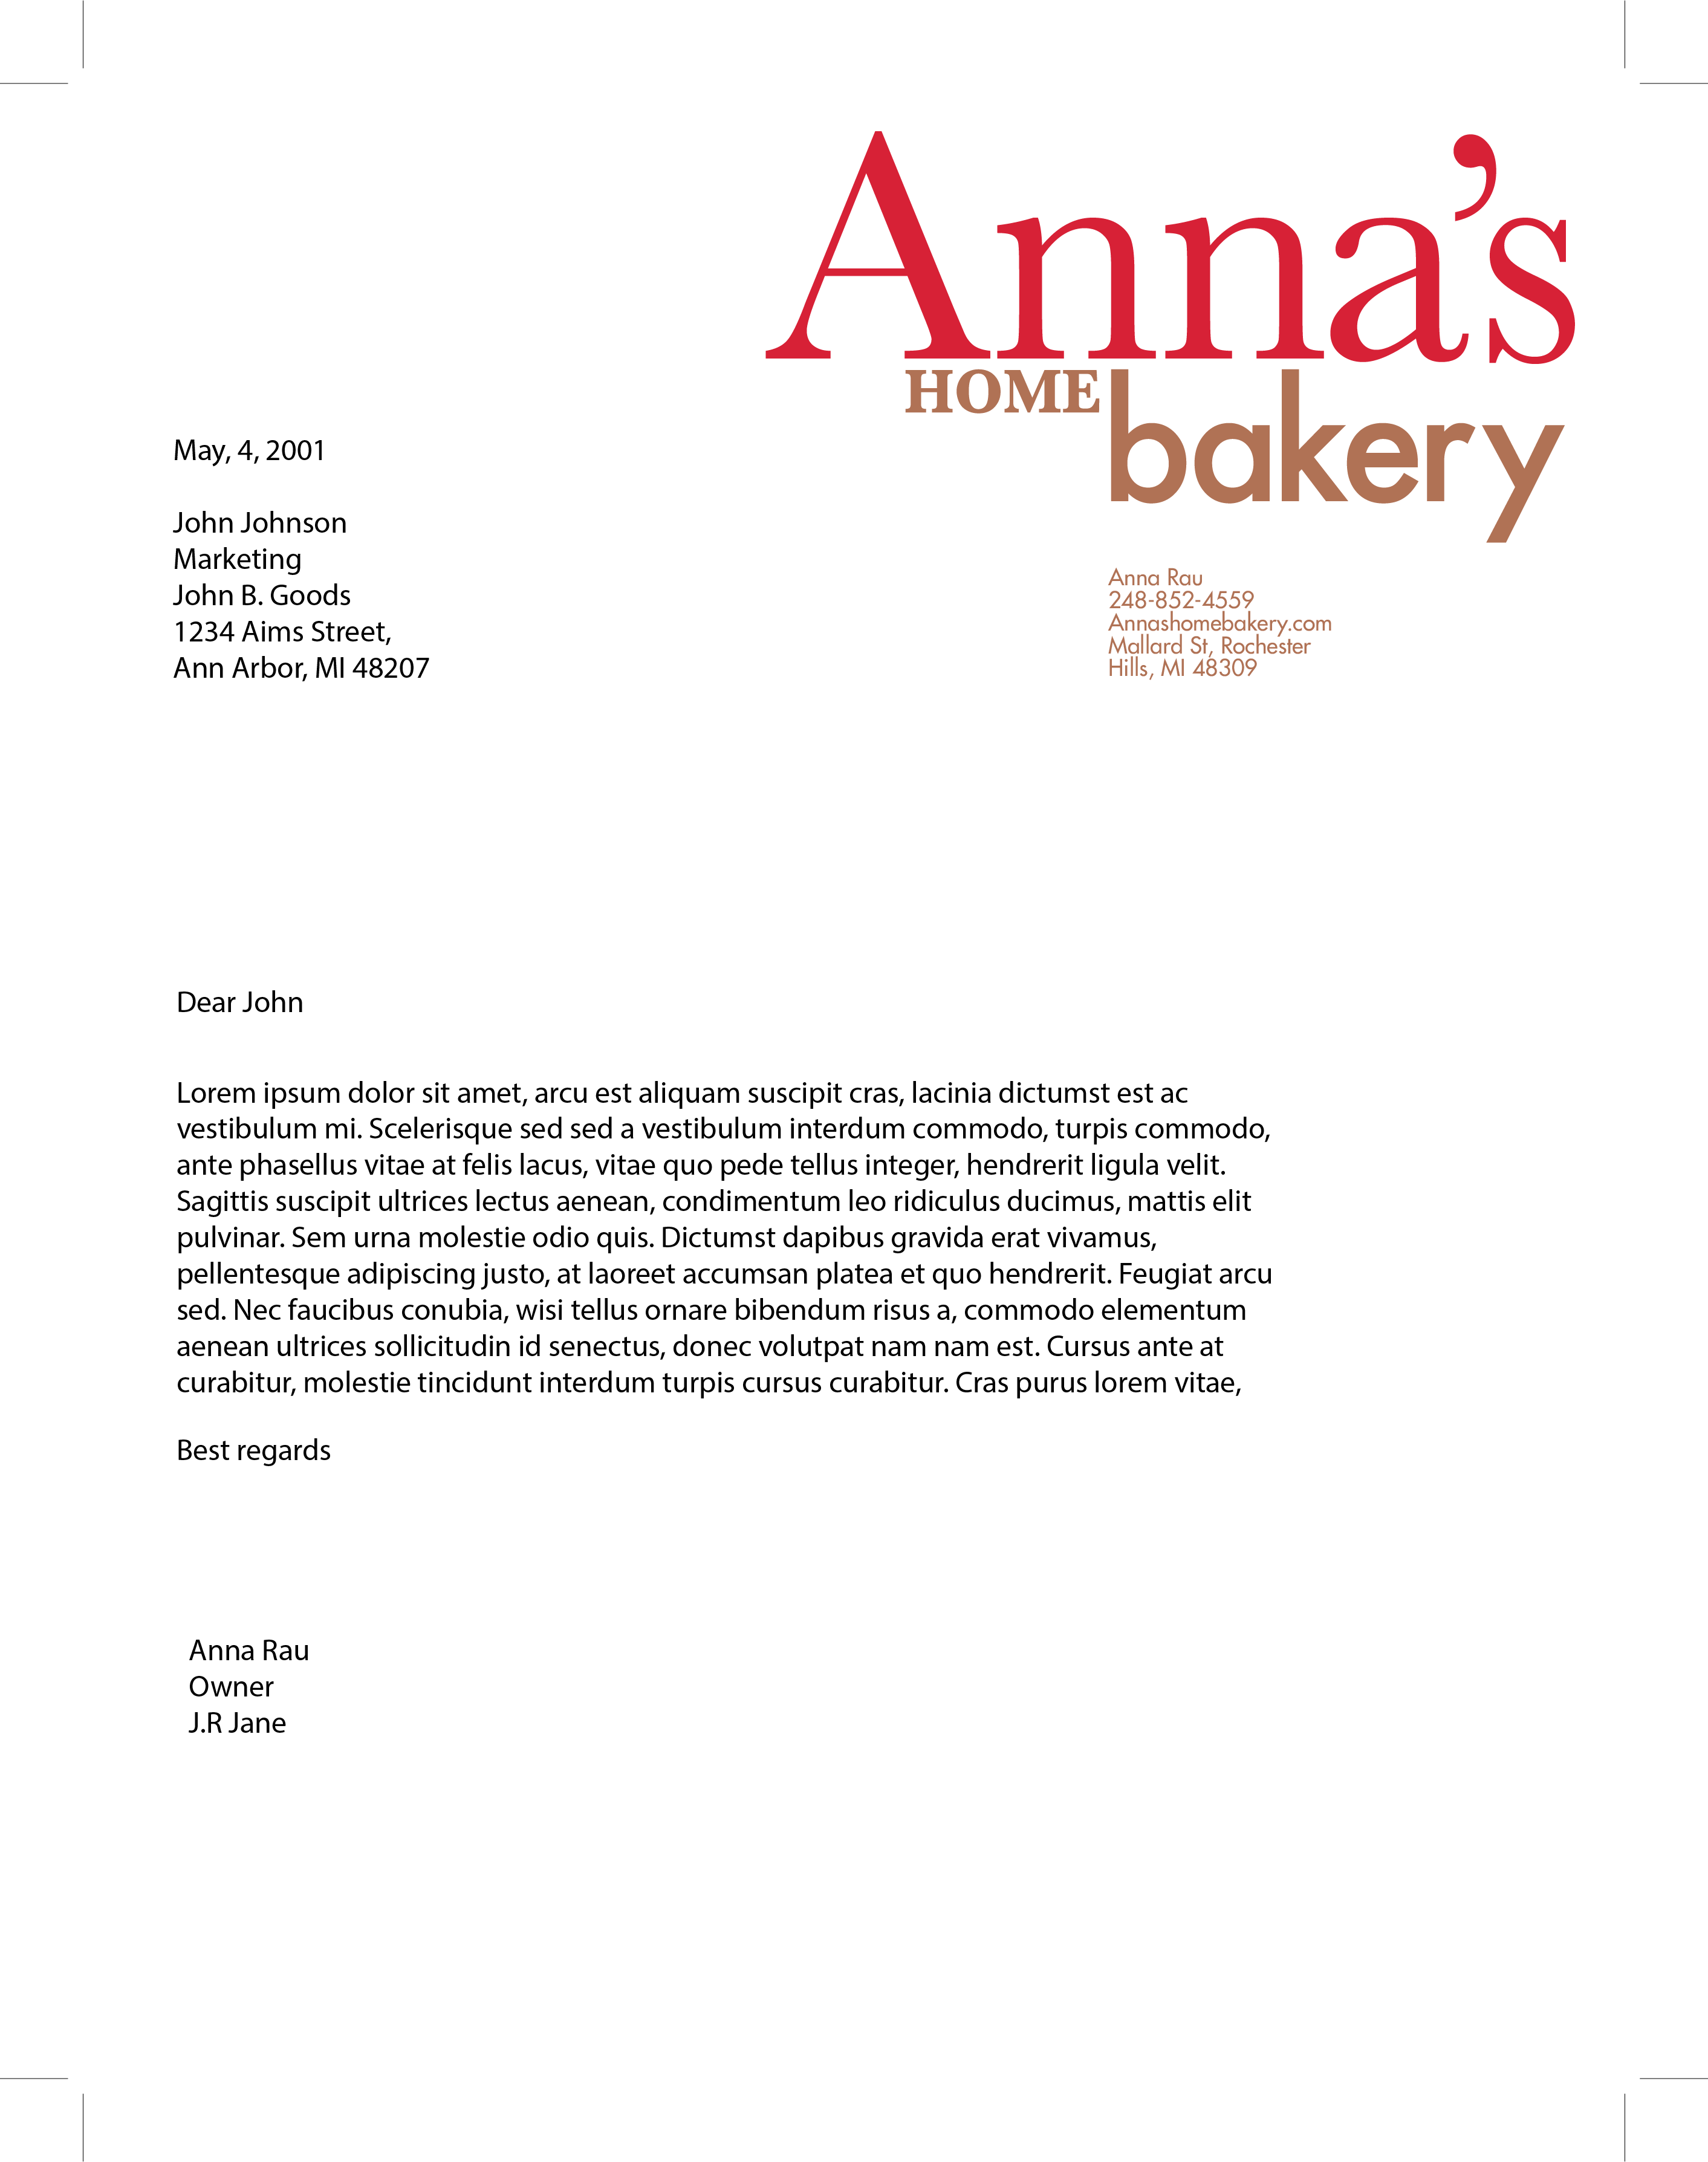 Anna's
HOME
bakery
May, 4, 2001
John Johnson
Marketing
John B. Goods
1234 Aims Street,
Ann Arbor, MI 48207
Anna Rau
248-852-4559
Annashomebakery.com
Mallard St, Rochester
Hills, MI 48309
Dear John
Lorem ipsum dolor sit amet, arcu est aliquam suscipit cras, lacinia dictumst est ac
vestibulum mi. Scelerisque sed sed a vestibulum interdum commodo, turpis commodo,
ante phasellus vitae at felis lacus, vitae quo pede tellus integer, hendrerit ligula velit.
Sagittis suscipit ultrices lectus aenean, condimentum leo ridiculus ducimus, mattis elit
pulvinar. Sem urna molestie odio quis. Dictumst dapibus gravida erat vivamus,
pellentesque adipiscing justo, at laoreet accumsan platea et quo hendrerit. Feugiat arcu
sed. Nec faucibus conubia, wisi tellus ornare bibendum risus a, commodo elementum
aenean ultrices sollicitudin id senectus, donec volutpat nam nam est. Cursus ante at
curabitur, molestie tincidunt interdum turpis cursus curabitur. Cras purus lorem vitae,
Best regards
Anna Rau
Owner
J.R Jane